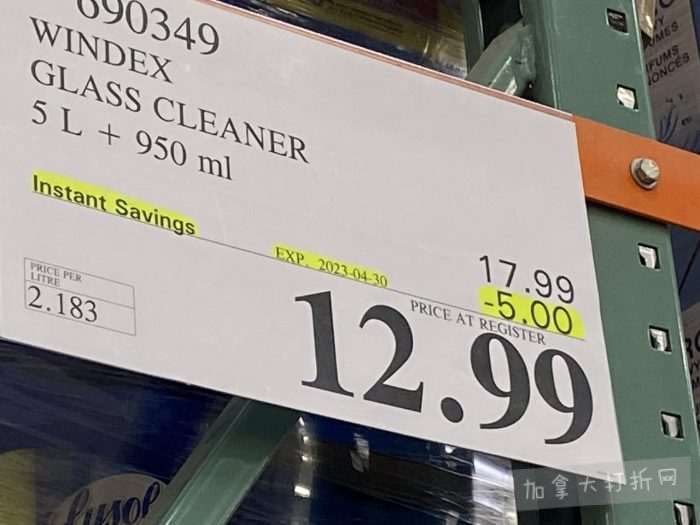 690349
WINDEX
GLASS CLEANER
5 L + 950 ml
Instant Savings
EXP. 2023-04-30
17.99
-5.00
PRICE PER
LITRE
2.183
PRICE AT REGISTER
12.99
Lysol
加拿大打折网